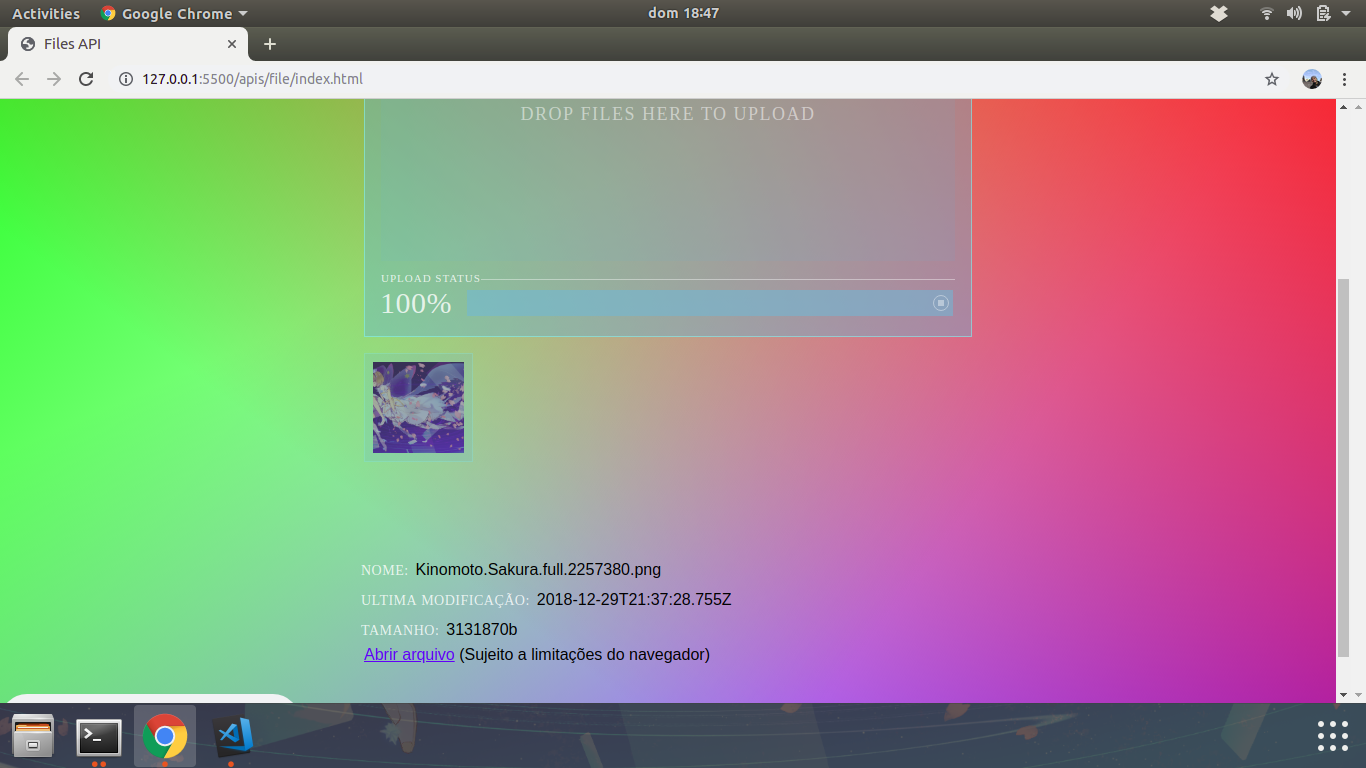 Activities Google Chrome dom 18:47
Files API
127.0.0.1:5500/apis/file/index.html
DROP FILES HERE TO UPLOAD
UPLOAD STATUS
100%
NOME: Kinomoto.Sakura.full.2257380.png
ULTIMA MODIFICAÇÃO: 2018-12-29T21:37:28.755Z
TAMANHO: 3131870b
Abrir arquivo (Sujeito a limitações do navegador)